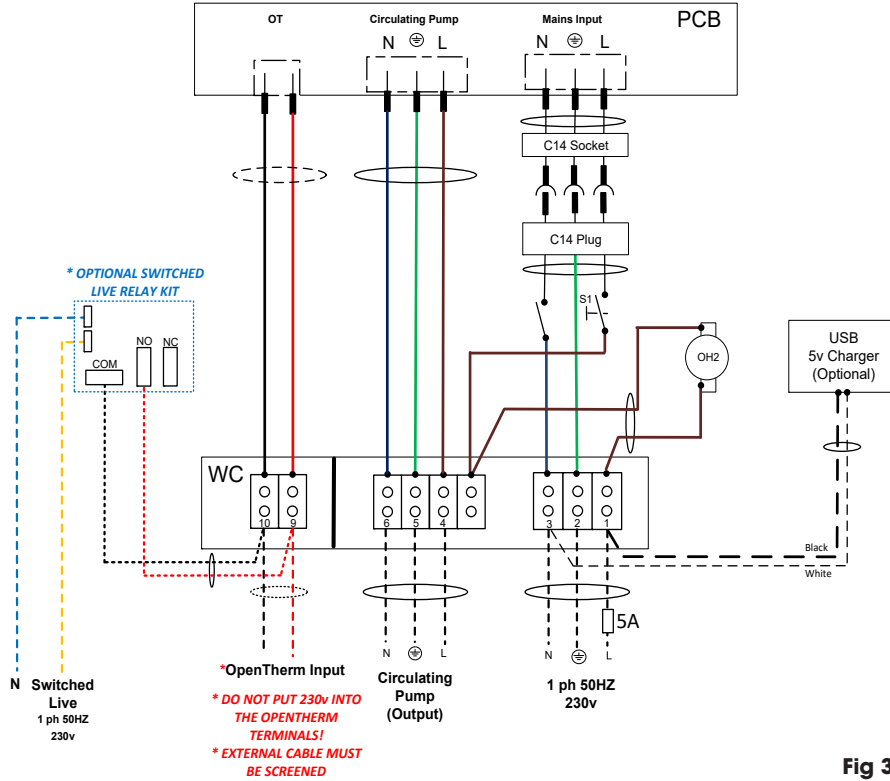 OT
Circulating Pump
Mains Input
PCB
N
L
N
L
C14 Socket
C14 Plug
* OPTIONAL SWITCHED
LIVE RELAY KIT
S1
NO
NC
COM
OH2
USB
5v Charger
(Optional)
WC
10
9
6
5
4
3
2
1
Black
White
5A
N
L
N
L
N
Switched
Live
1 ph 50HZ
230v
*OpenTherm Input
* DO NOT PUT 230v INTO
THE OPENTHERM
TERMINALS!
* EXTERNAL CABLE MUST
BE SCREENED
Circulating
Pump
(Output)
1 ph 50HZ
230v
Fig 3